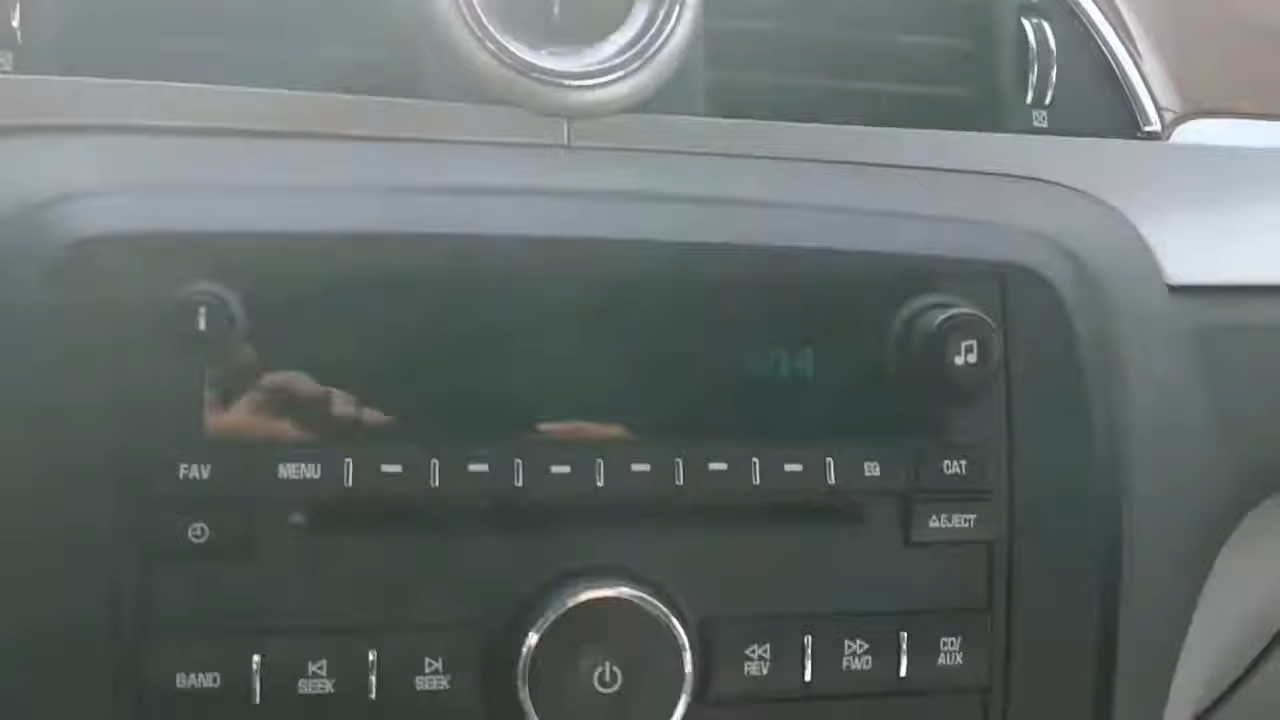 i
FAV MENU EQ CAT
EJECT
BAND SEEK SEEK REV FWD CD/
AUX